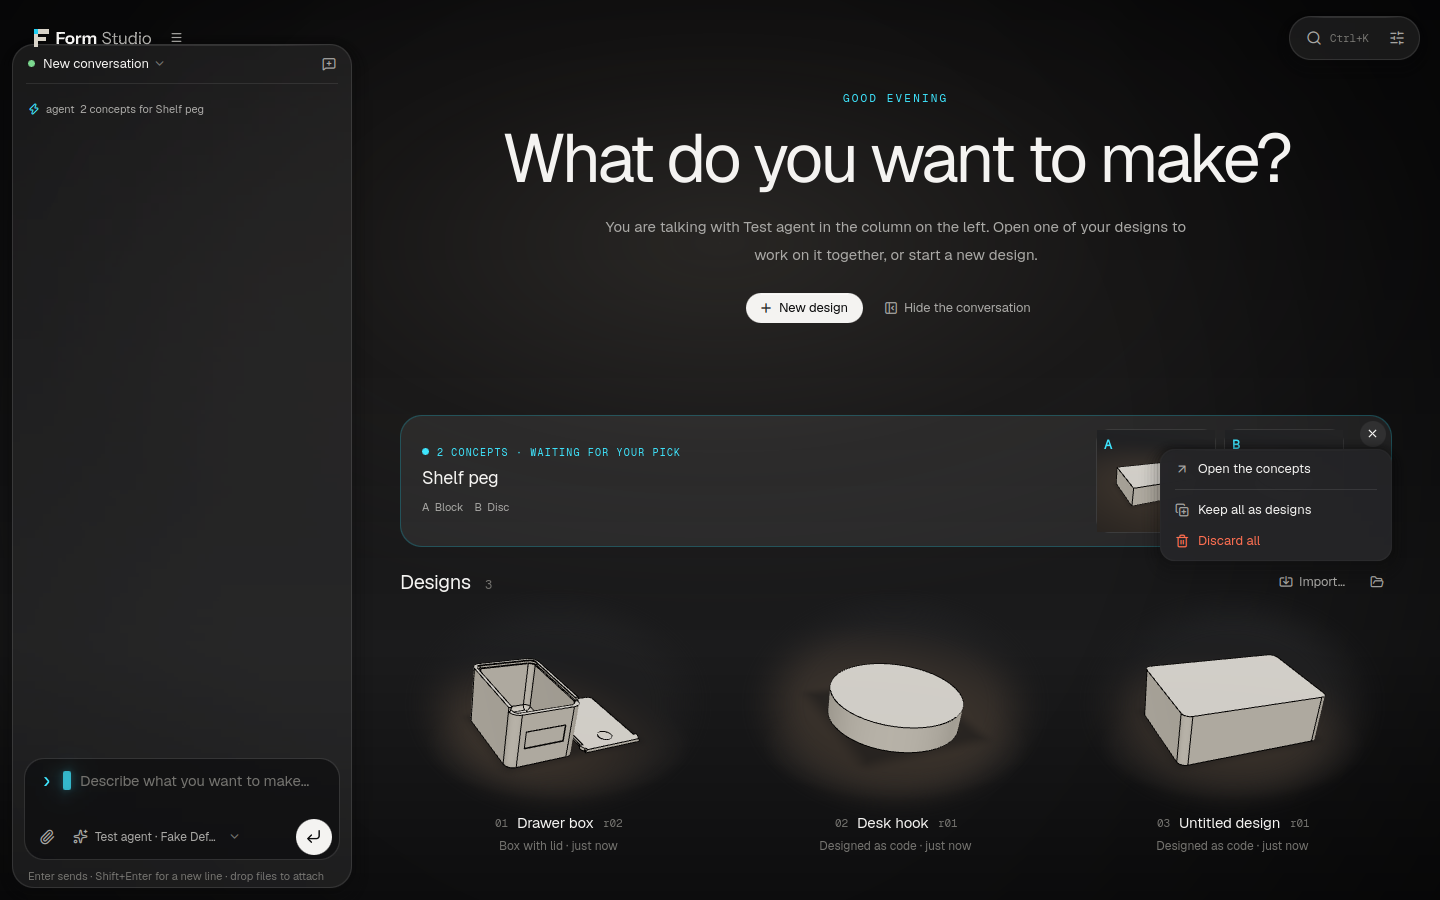 Form Studio
Ctrl+K
New conversation
agent 2 concepts for Shelf peg
GOOD EVENING
What do you want to make?
You are talking with Test agent in the column on the left. Open one of your designs to
work on it together, or start a new design.
New design
Hide the conversation
2 CONCEPTS · WAITING FOR YOUR PICK
Shelf peg
A Block B Disc
A
B
Open the concepts
Keep all as designs
Discard all
Designs 3
Import...
01 Drawer box r02
Box with lid · just now
02 Desk hook r01
Designed as code · just now
03 Untitled design r01
Designed as code · just now
Describe what you want to make...
Test agent · Fake Def...
Enter sends · Shift+Enter for a new line · drop files to attach